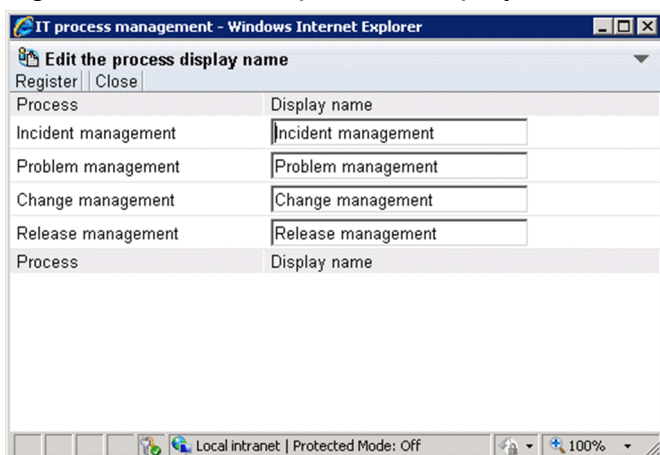 IT process management - Windows Internet Explorer
Edit the process display name
Register Close
Process Display name
Incident management Incident management
Problem management Problem management
Change management Change management
Release management Release management
Process Display name
Local intranet | Protected Mode: Off 100%